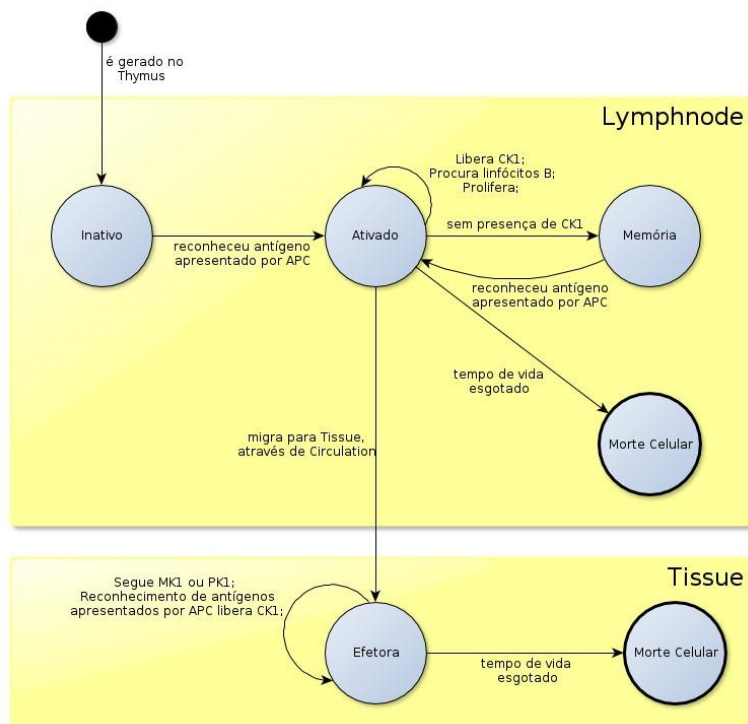 é gerado no
Thymus
Lymphnode
Libera CK1;
Procura linfócitos B;
Prolifera;
Inativo
reconheceu antígeno
apresentado por APC
Ativado
sem presença de CK1
Memória
reconheceu antígeno
apresentado por APC
tempo de vida
esgotado
Morte Celular
migra para Tissue,
através de Circulation
Tissue
Segue MK1 ou PK1;
Reconhecimento de antígenos
apresentados por APC libera CK1;
Efetora
tempo de vida
esgotado
Morte Celular